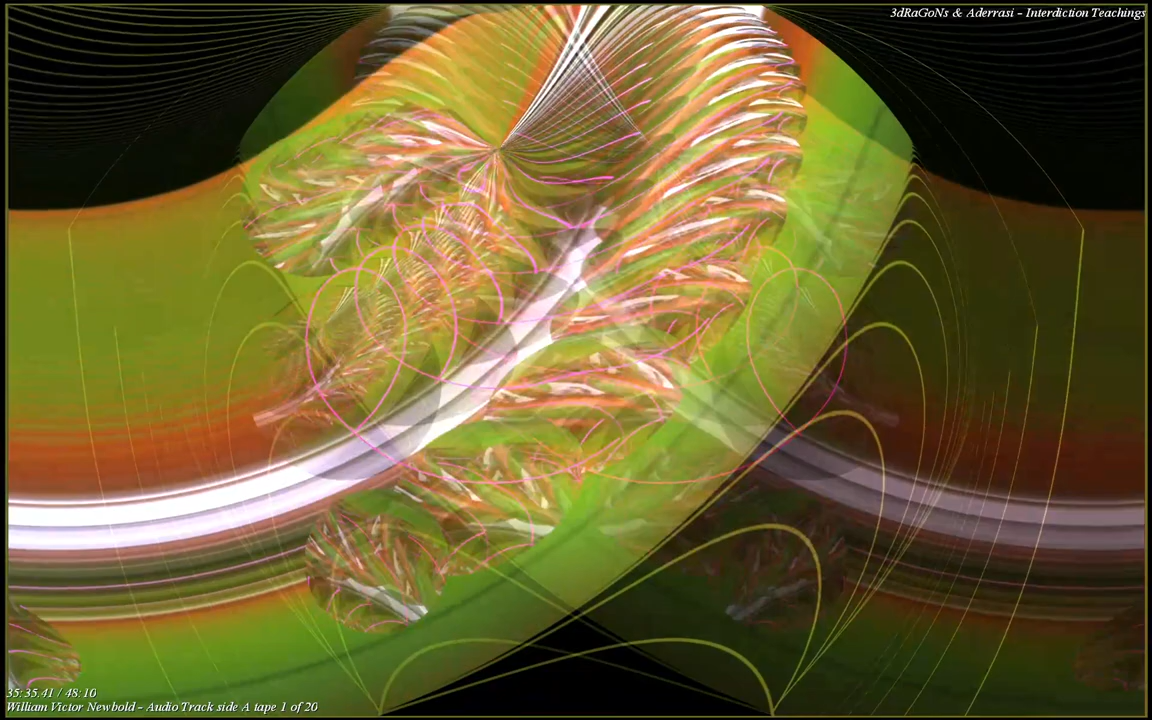 3dRaGoNs & Aderrasi - Interdiction Teachings
35:35.41 / 48:10
William Victor Newbold - Audio Track side A tape 1 of 20